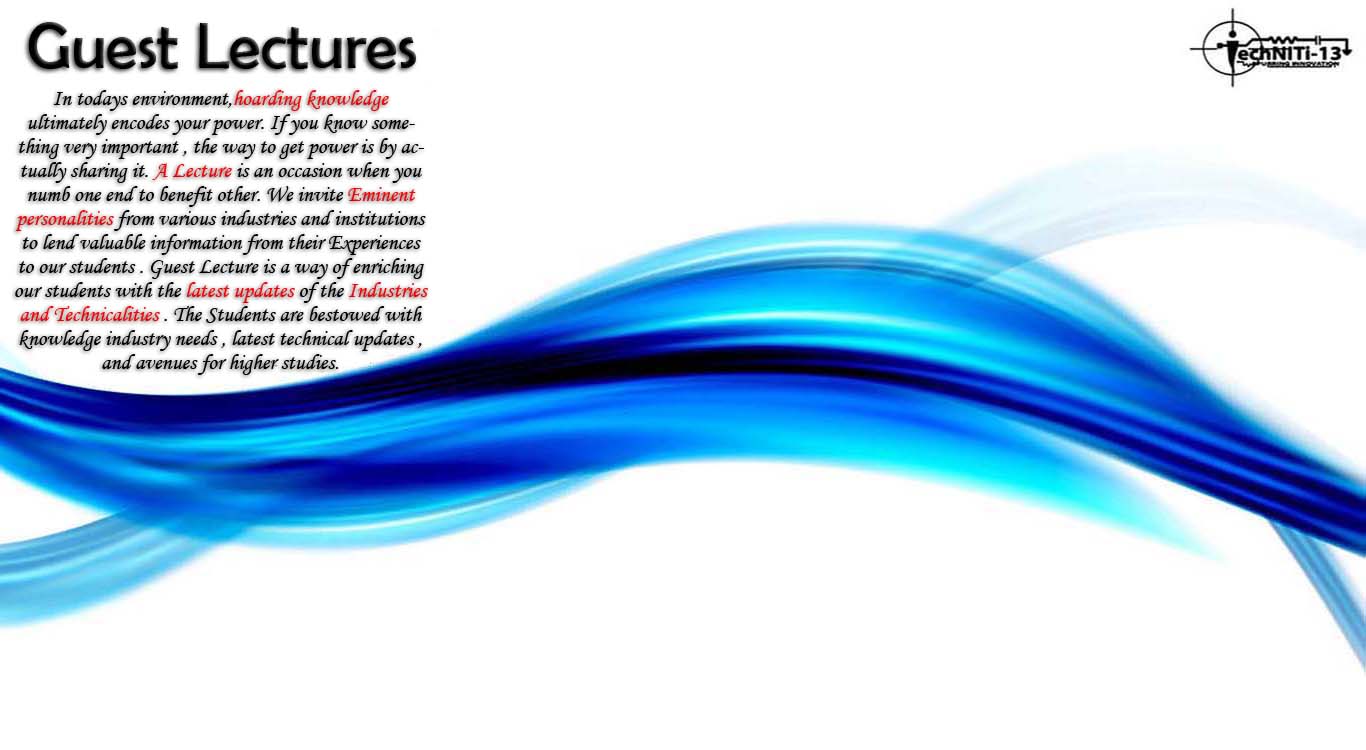 Guest Lectures
In todays environment,hoarding knowledge
ultimately encodes your power. If you know some-
thing very important , the way to get power is by ac-
tually sharing it. A Lecture is an occasion when you
numb one end to benefit other. We invite Eminent
personalities from various industries and institutions
to lend valuable information from their Experiences
to our students . Guest Lecture is a way of enriching
our students with the latest updates of the Industries
and Technicalities . The Students are bestowed with
knowledge industry needs , latest technical updates ,
and avenues for higher studies.
TechNITi-13